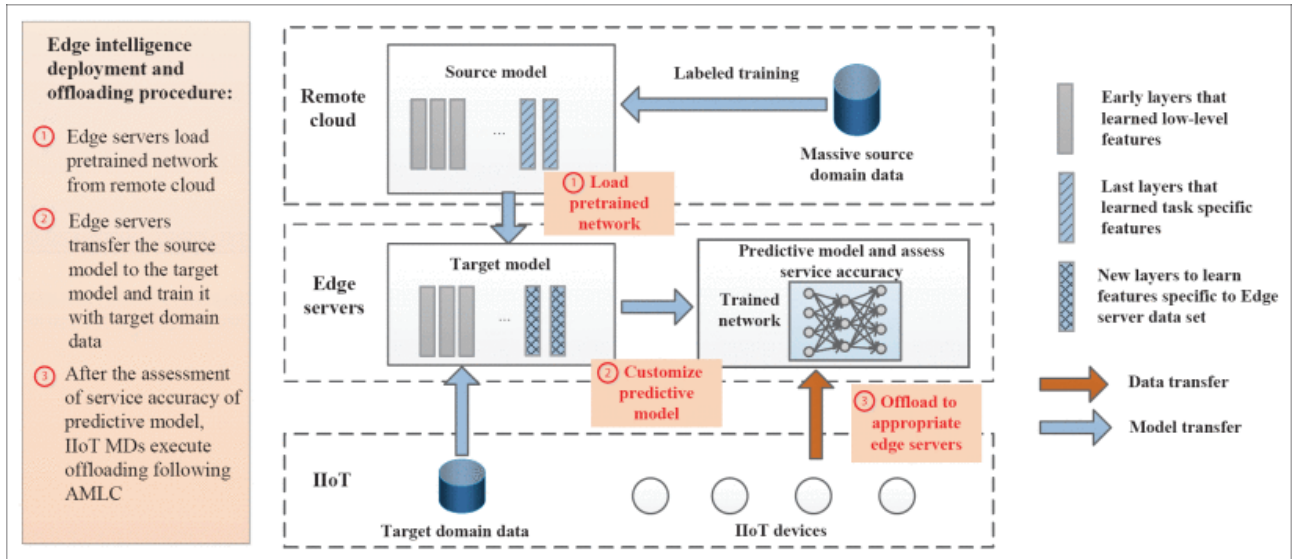 Edge intelligence
deployment and
offloading procedure:
1 Edge servers load
pretrained network
from remote cloud
2 Edge servers
transfer the source
model to the target
model and train it
with target domain
data
3 After the assessment
of service accuracy of
predictive model,
IIoT MDs execute
offloading following
AMLC
Remote
cloud
Source model
...
Labeled training
Massive source
domain data
1 Load
pretrained
network
Edge
servers
Target model
...
Predictive model and assess
service accuracy
Trained
network
2 Customize
predictive
model
3 Offload to
appropriate
edge servers
IIoT
Target domain data
IIoT devices
Early layers that
learned low-level
features
Last layers that
learned task specific
features
New layers to learn
features specific to Edge
server data set
Data transfer
Model transfer